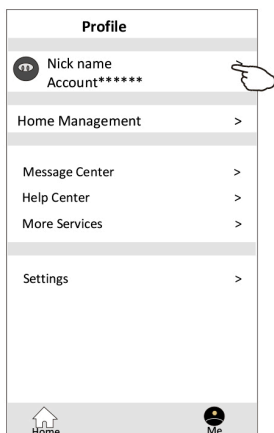 Profile
Nick name
Account******
Home Management >
Message Center >
Help Center >
More Services >
Settings >
Home Me